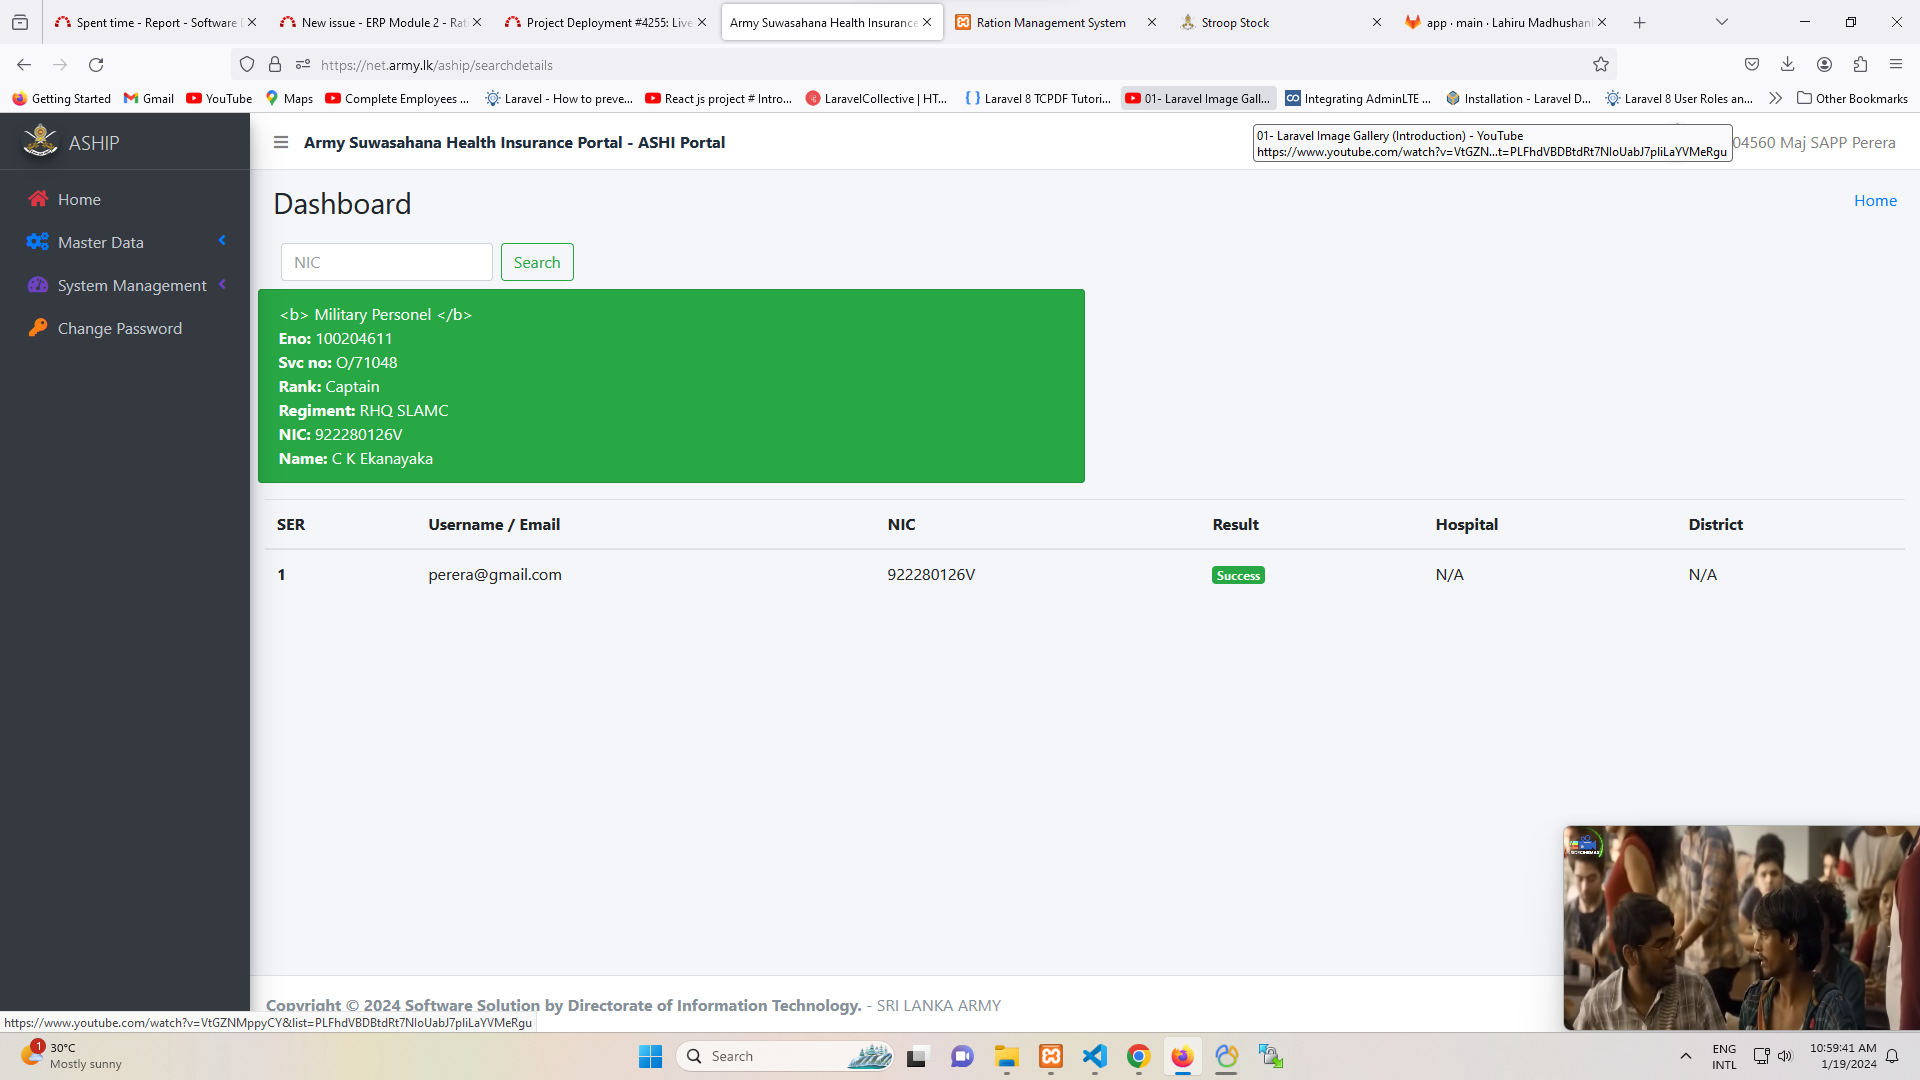 Spent time - Report - Software D
New issue - ERP Module 2 - Rati
Project Deployment #4255: Live
Army Suwasahana Health Insurance
Ration Management System
Stroop Stock
app · main · Lahiru Madhushan
https://net.army.lk/aship/searchdetails
Getting Started
Gmail
YouTube
Maps
Complete Employees ...
Laravel - How to preve...
React js project # Intro...
LaravelCollective | HT...
Laravel 8 TCPDF Tutori...
01- Laravel Image Gall...
Integrating AdminLTE ...
Installation - Laravel D...
Laravel 8 User Roles an...
Other Bookmarks
ASHIP
Army Suwasahana Health Insurance Portal - ASHI Portal
01- Laravel Image Gallery (Introduction) - YouTube
https://www.youtube.com/watch?v=VtGZN...t=PLFhdVBDBtdRt7NIoUabJ7pIiLaYVMeRgu
04560 Maj SAPP Perera
Home
Master Data
System Management
Change Password
Dashboard
Home
NIC
Search
<b> Military Personel </b>
Eno: 100204611
Svc no: O/71048
Rank: Captain
Regiment: RHQ SLAMC
NIC: 922280126V
Name: C K Ekanayaka
SER Username / Email NIC Result Hospital District
1 perera@gmail.com 922280126V Success N/A N/A
Copyright © 2024 Software Solution by Directorate of Information Technology. - SRI LANKA ARMY
https://www.youtube.com/watch?v=VtGZNMppyCY&list=PLFhdVBDBtdRt7NIoUabJ7pIiLaYVMeRgu
1
30°C
Mostly sunny
Search
ENG
INTL
10:59:41 AM
1/19/2024